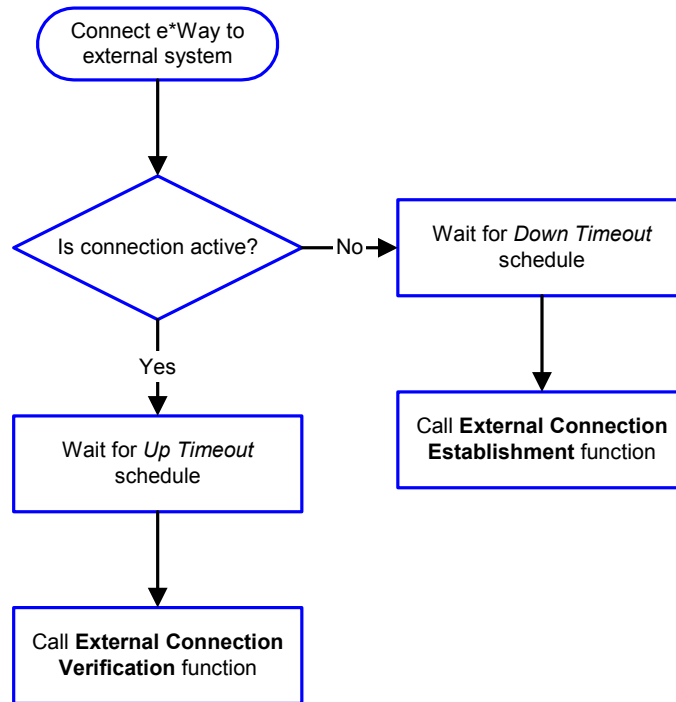 Connect e*Way to
external system
Is connection active?
No
Wait for Down Timeout
schedule
Yes
Call External Connection
Establishment function
Wait for Up Timeout
schedule
Call External Connection
Verification function